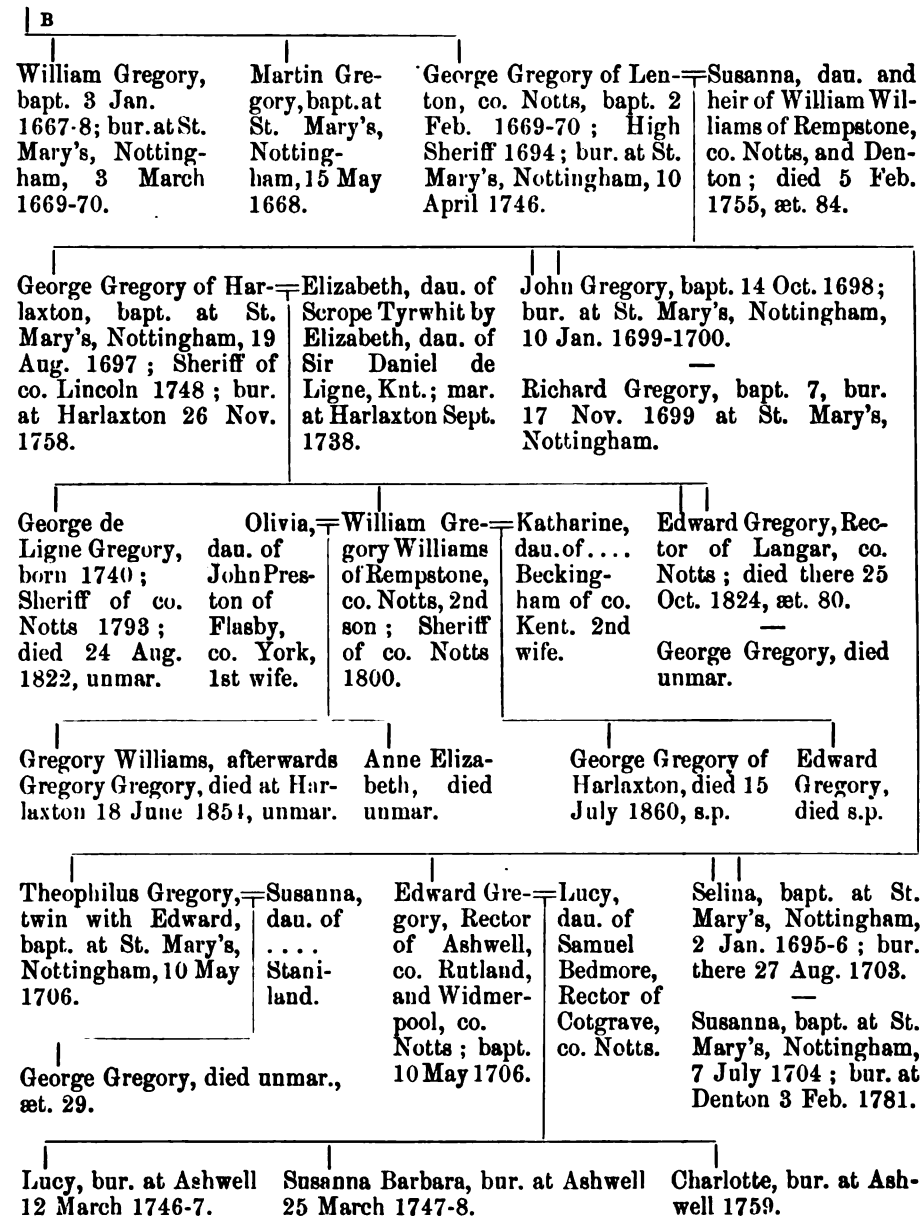 B
William Gregory,
bapt. 3 Jan.
1667-8; bur. at St.
Mary's, Notting-
ham, 3 March
1669-70.
Martin Gre-
gory, bapt. at
St. Mary's,
Notting-
ham, 15 May
1668.
George Gregory of Len-
ton, co. Notts, bapt. 2
Feb. 1669-70 ; High
Sheriff 1694 ; bur. at St.
Mary's, Nottingham, 10
April 1746.
Susanna, dau. and
heir of William Wil-
liams of Rempstone,
co. Notts, and Den-
ton ; died 5 Feb.
1755, æt. 84.
George Gregory of Har-
laxton, bapt. at St.
Mary's, Nottingham, 19
Aug. 1697 ; Sheriff of
co. Lincoln 1748 ; bur.
at Harlaxton 26 Nov.
1758.
Elizabeth, dau. of
Scrope Tyrwhit by
Elizabeth, dau. of
Sir Daniel de
Ligne, Knt.; mar.
at Harlaxton Sept.
1738.
John Gregory, bapt. 14 Oct. 1698 ;
bur. at St. Mary's, Nottingham,
10 Jan. 1699-1700.
—
Richard Gregory, bapt. 7, bur.
17 Nov. 1699 at St. Mary's,
Nottingham.
George de
Ligne Gregory,
born 1740 ;
Sheriff of co.
Notts 1793 ;
died 24 Aug.
1822, unmar.
Olivia,
dau. of
John Pres-
ton of
Flasby,
co. York,
1st wife.
William Gre-
gory Williams
of Rempstone,
co. Notts, 2nd
son ; Sheriff
of co. Notts
1800.
Katharine,
dau. of ....
Becking-
ham of co.
Kent. 2nd
wife.
Edward Gregory, Rec-
tor of Langar, co.
Notts ; died there 25
Oct. 1824, æt. 80.
—
George Gregory, died
unmar.
Gregory Williams, afterwards
Gregory Gregory, died at Har-
laxton 18 June 1854, unmar.
Anne Eliza-
beth, died
unmar.
George Gregory of
Harlaxton, died 15
July 1860, s.p.
Edward
Gregory,
died s.p.
Theophilus Gregory,
twin with Edward,
bapt. at St. Mary's,
Nottingham, 10 May
1706.
Susanna,
dau. of
....
Stani-
land.
Edward Gre-
gory, Rector
of Ashwell,
co. Rutland,
and Widmer-
pool, co.
Notts ; bapt.
10 May 1706.
Lucy,
dau. of
Samuel
Bedmore,
Rector of
Cotgrave,
co. Notts.
Selina, bapt. at St.
Mary's, Nottingham,
2 Jan. 1695-6 ; bur.
there 27 Aug. 1703.
—
Susanna, bapt. at St.
Mary's, Nottingham,
7 July 1704 ; bur. at
Denton 3 Feb. 1781.
George Gregory, died unmar.,
æt. 29.
Lucy, bur. at Ashwell
12 March 1746-7.
Susanna Barbara, bur. at Ashwell
25 March 1747-8.
Charlotte, bur. at Ash-
well 1759.